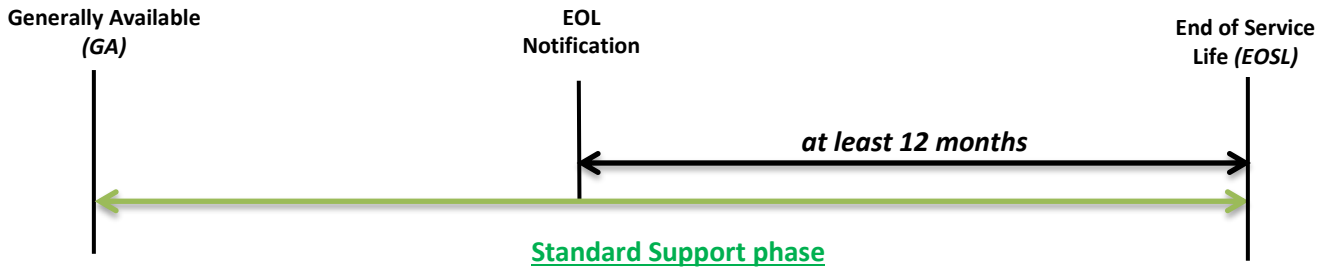 Generally Available
(GA)
EOL
Notification
End of Service
Life (EOSL)
at least 12 months
Standard Support phase